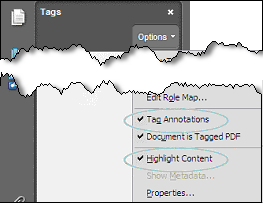 Tags
Options
Edit Role Map...
Tag Annotations
Document is Tagged PDF
Highlight Content
Show Metadata...
Properties...